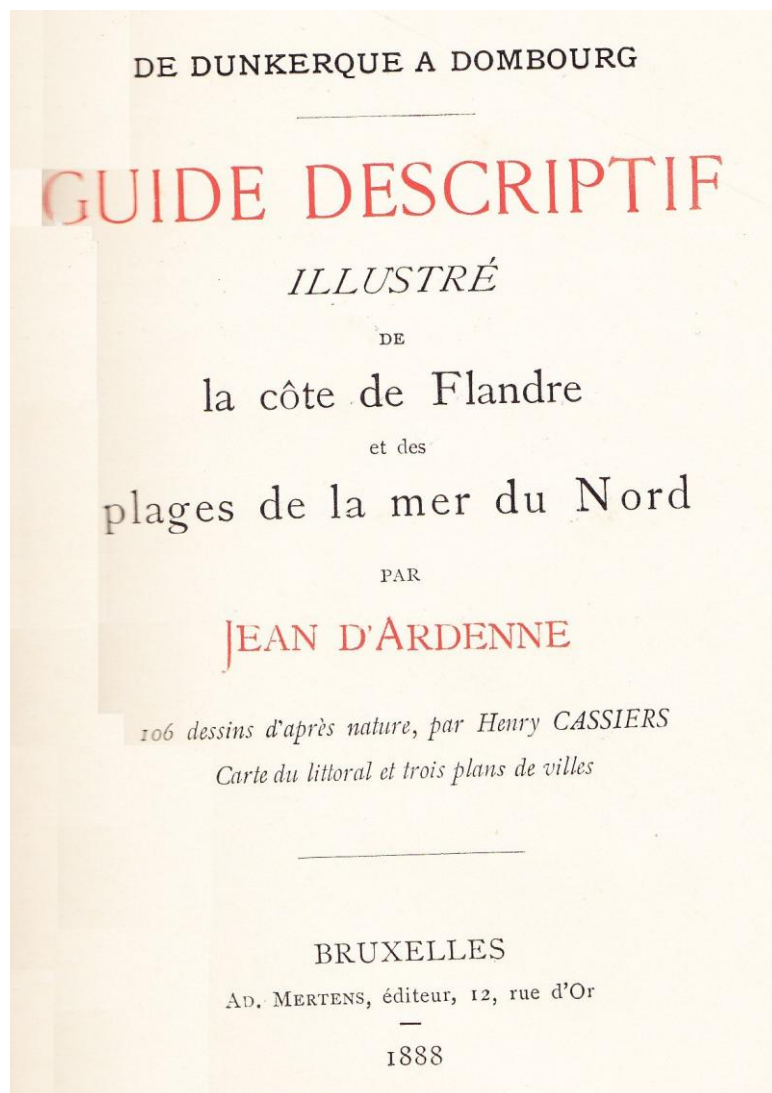 DE DUNKERQUE A DOMBOURG
GUIDE DESCRIPTIF
ILLUSTRÉ
DE
la côte de Flandre
et des
plages de la mer du Nord
PAR
JEAN D'ARDENNE
106 dessins d'après nature, par Henry CASSIERS
Carte du littoral et trois plans de villes
BRUXELLES
AD. MERTENS, éditeur, 12, rue d'Or
1888